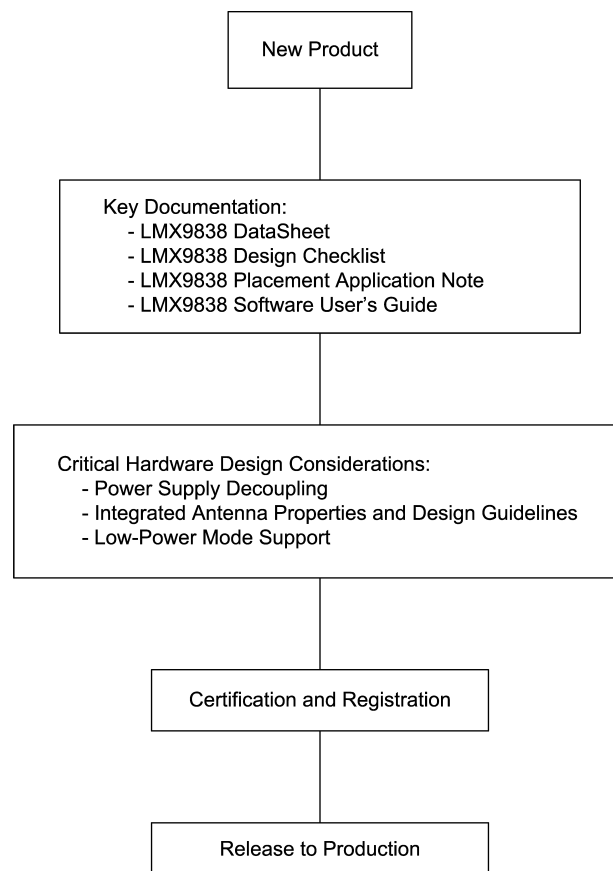 New Product
Key Documentation:
- LMX9838 DataSheet
- LMX9838 Design Checklist
- LMX9838 Placement Application Note
- LMX9838 Software User’s Guide
Critical Hardware Design Considerations:
- Power Supply Decoupling
- Integrated Antenna Properties and Design Guidelines
- Low-Power Mode Support
Certification and Registration
Release to Production